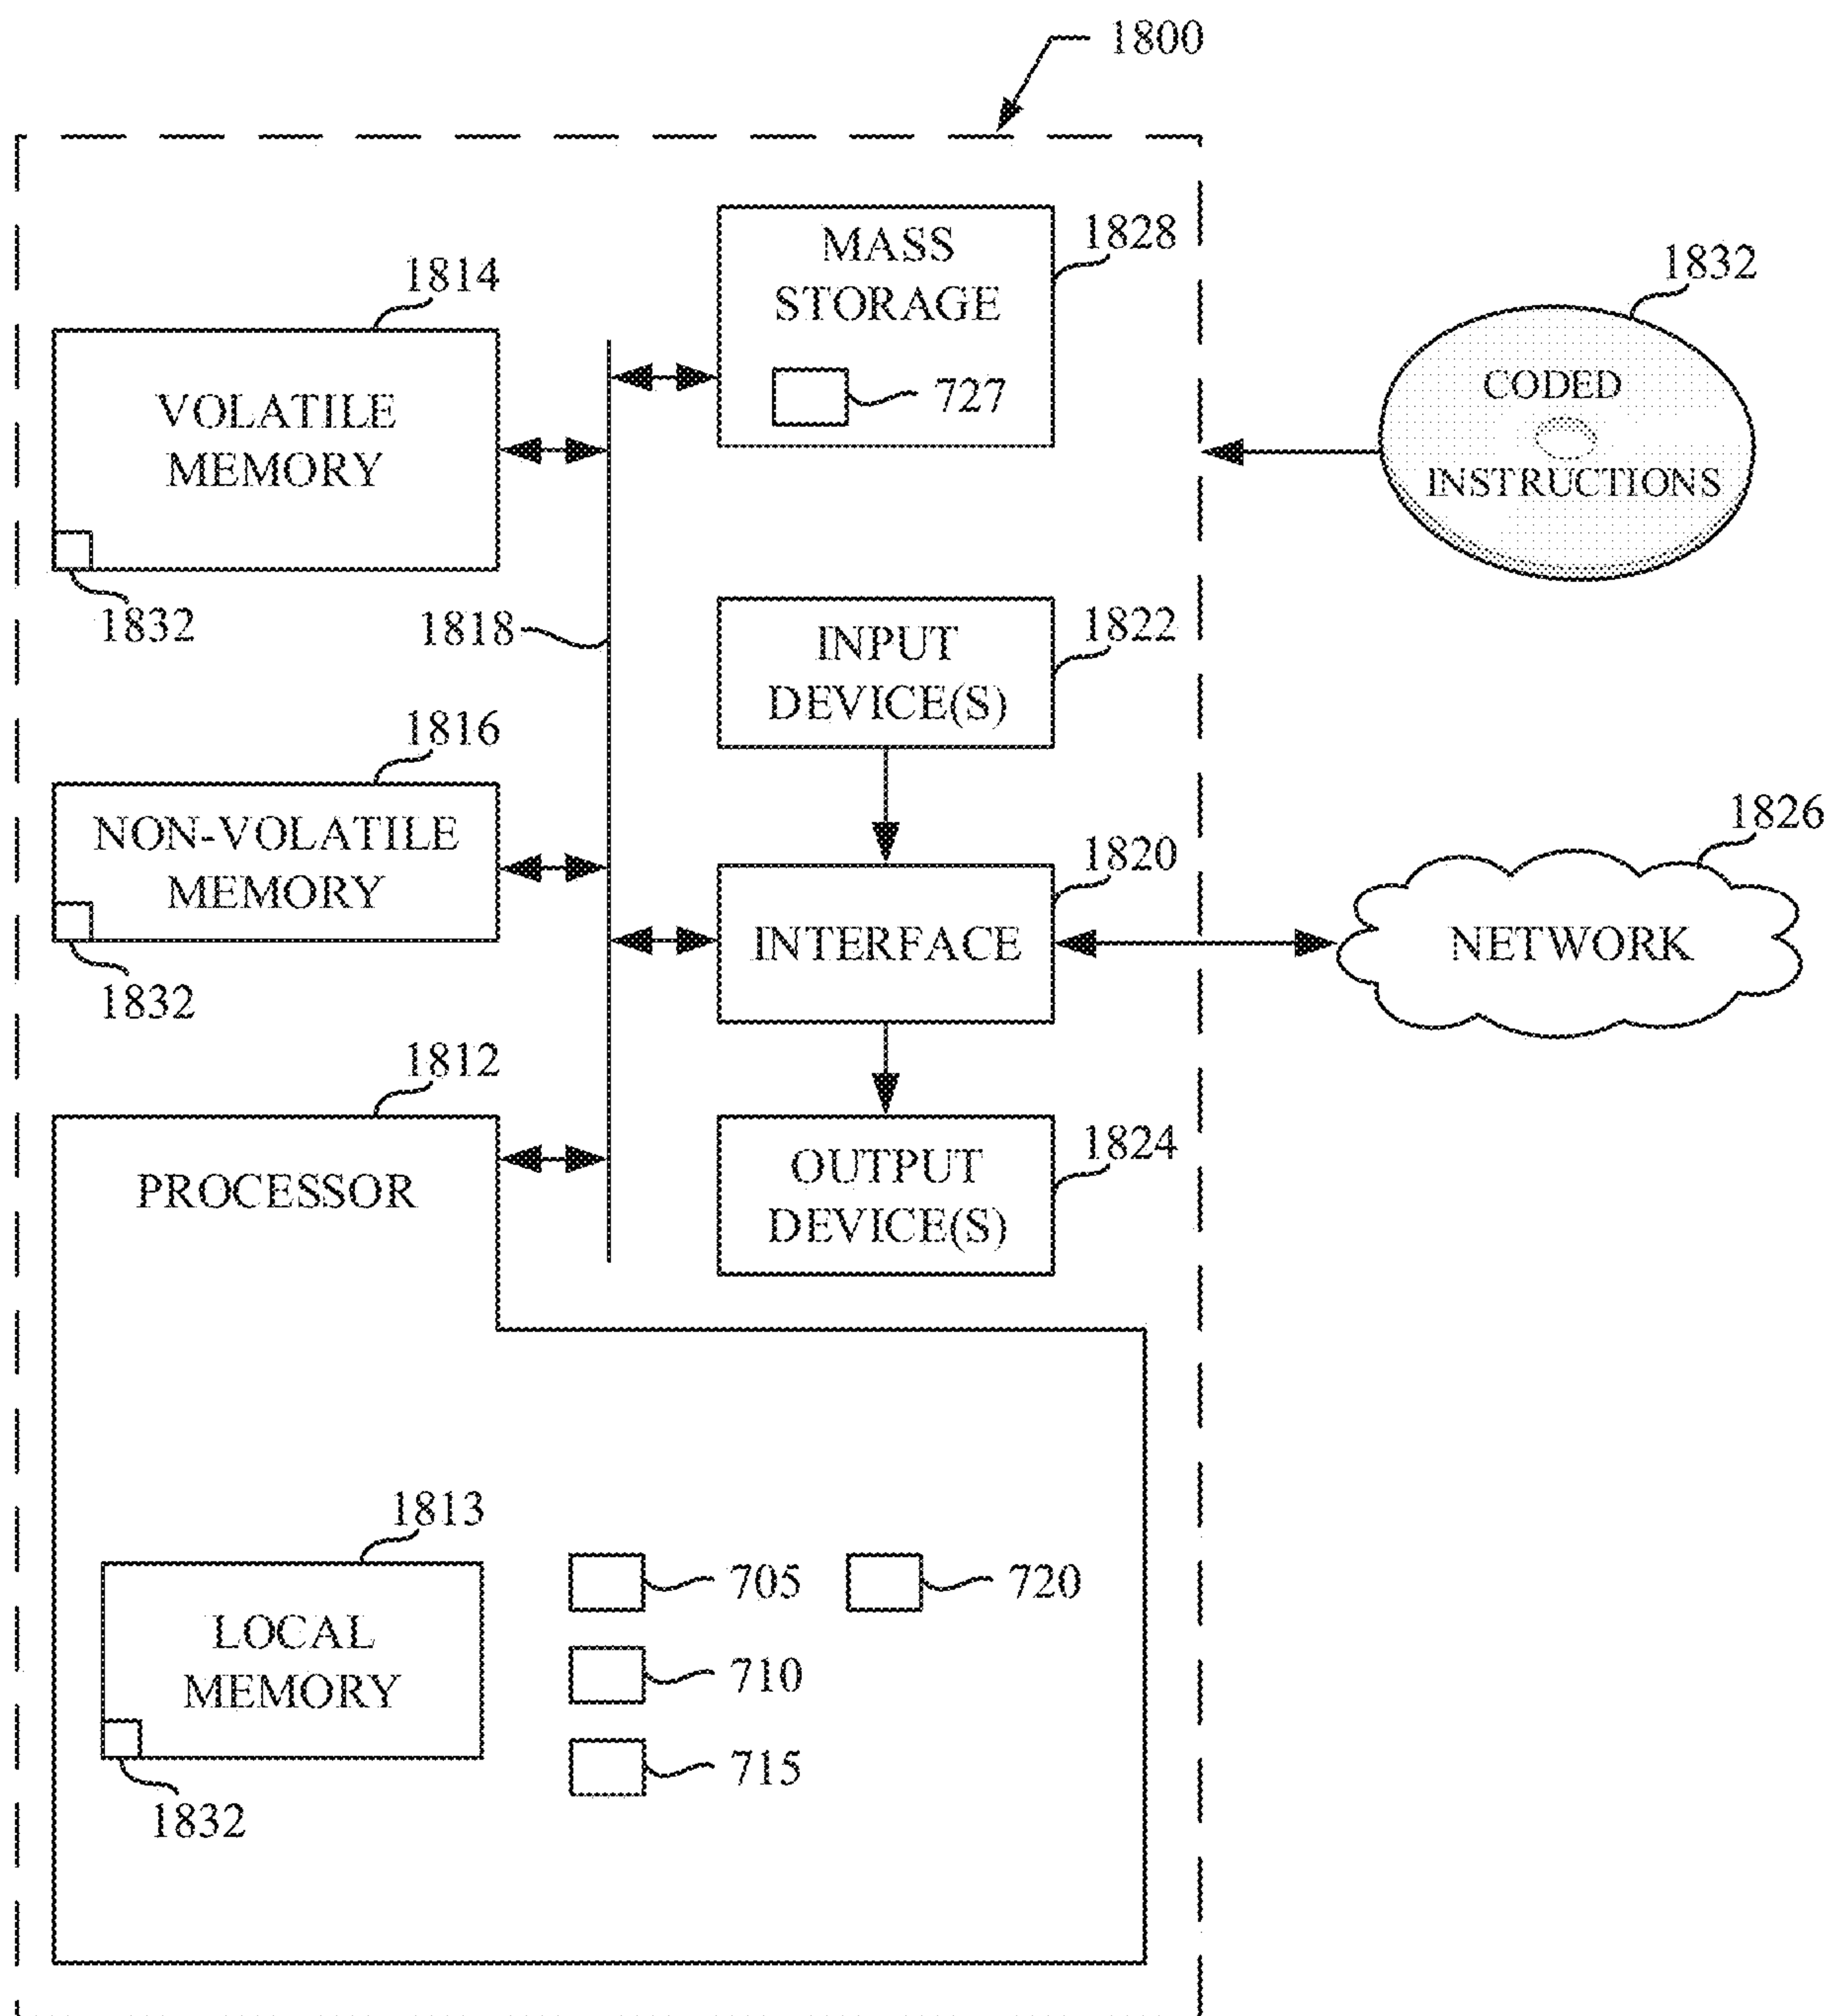 1800
MASS
STORAGE
1828
727
1814
VOLATILE
MEMORY
1832
1832
CODED
INSTRUCTIONS
1818
INPUT
DEVICE(S)
1822
1816
NON-VOLATILE
MEMORY
1832
1820
INTERFACE
1826
NETWORK
1812
PROCESSOR
1824
OUTPUT
DEVICE(S)
1813
LOCAL
MEMORY
1832
705
720
710
715